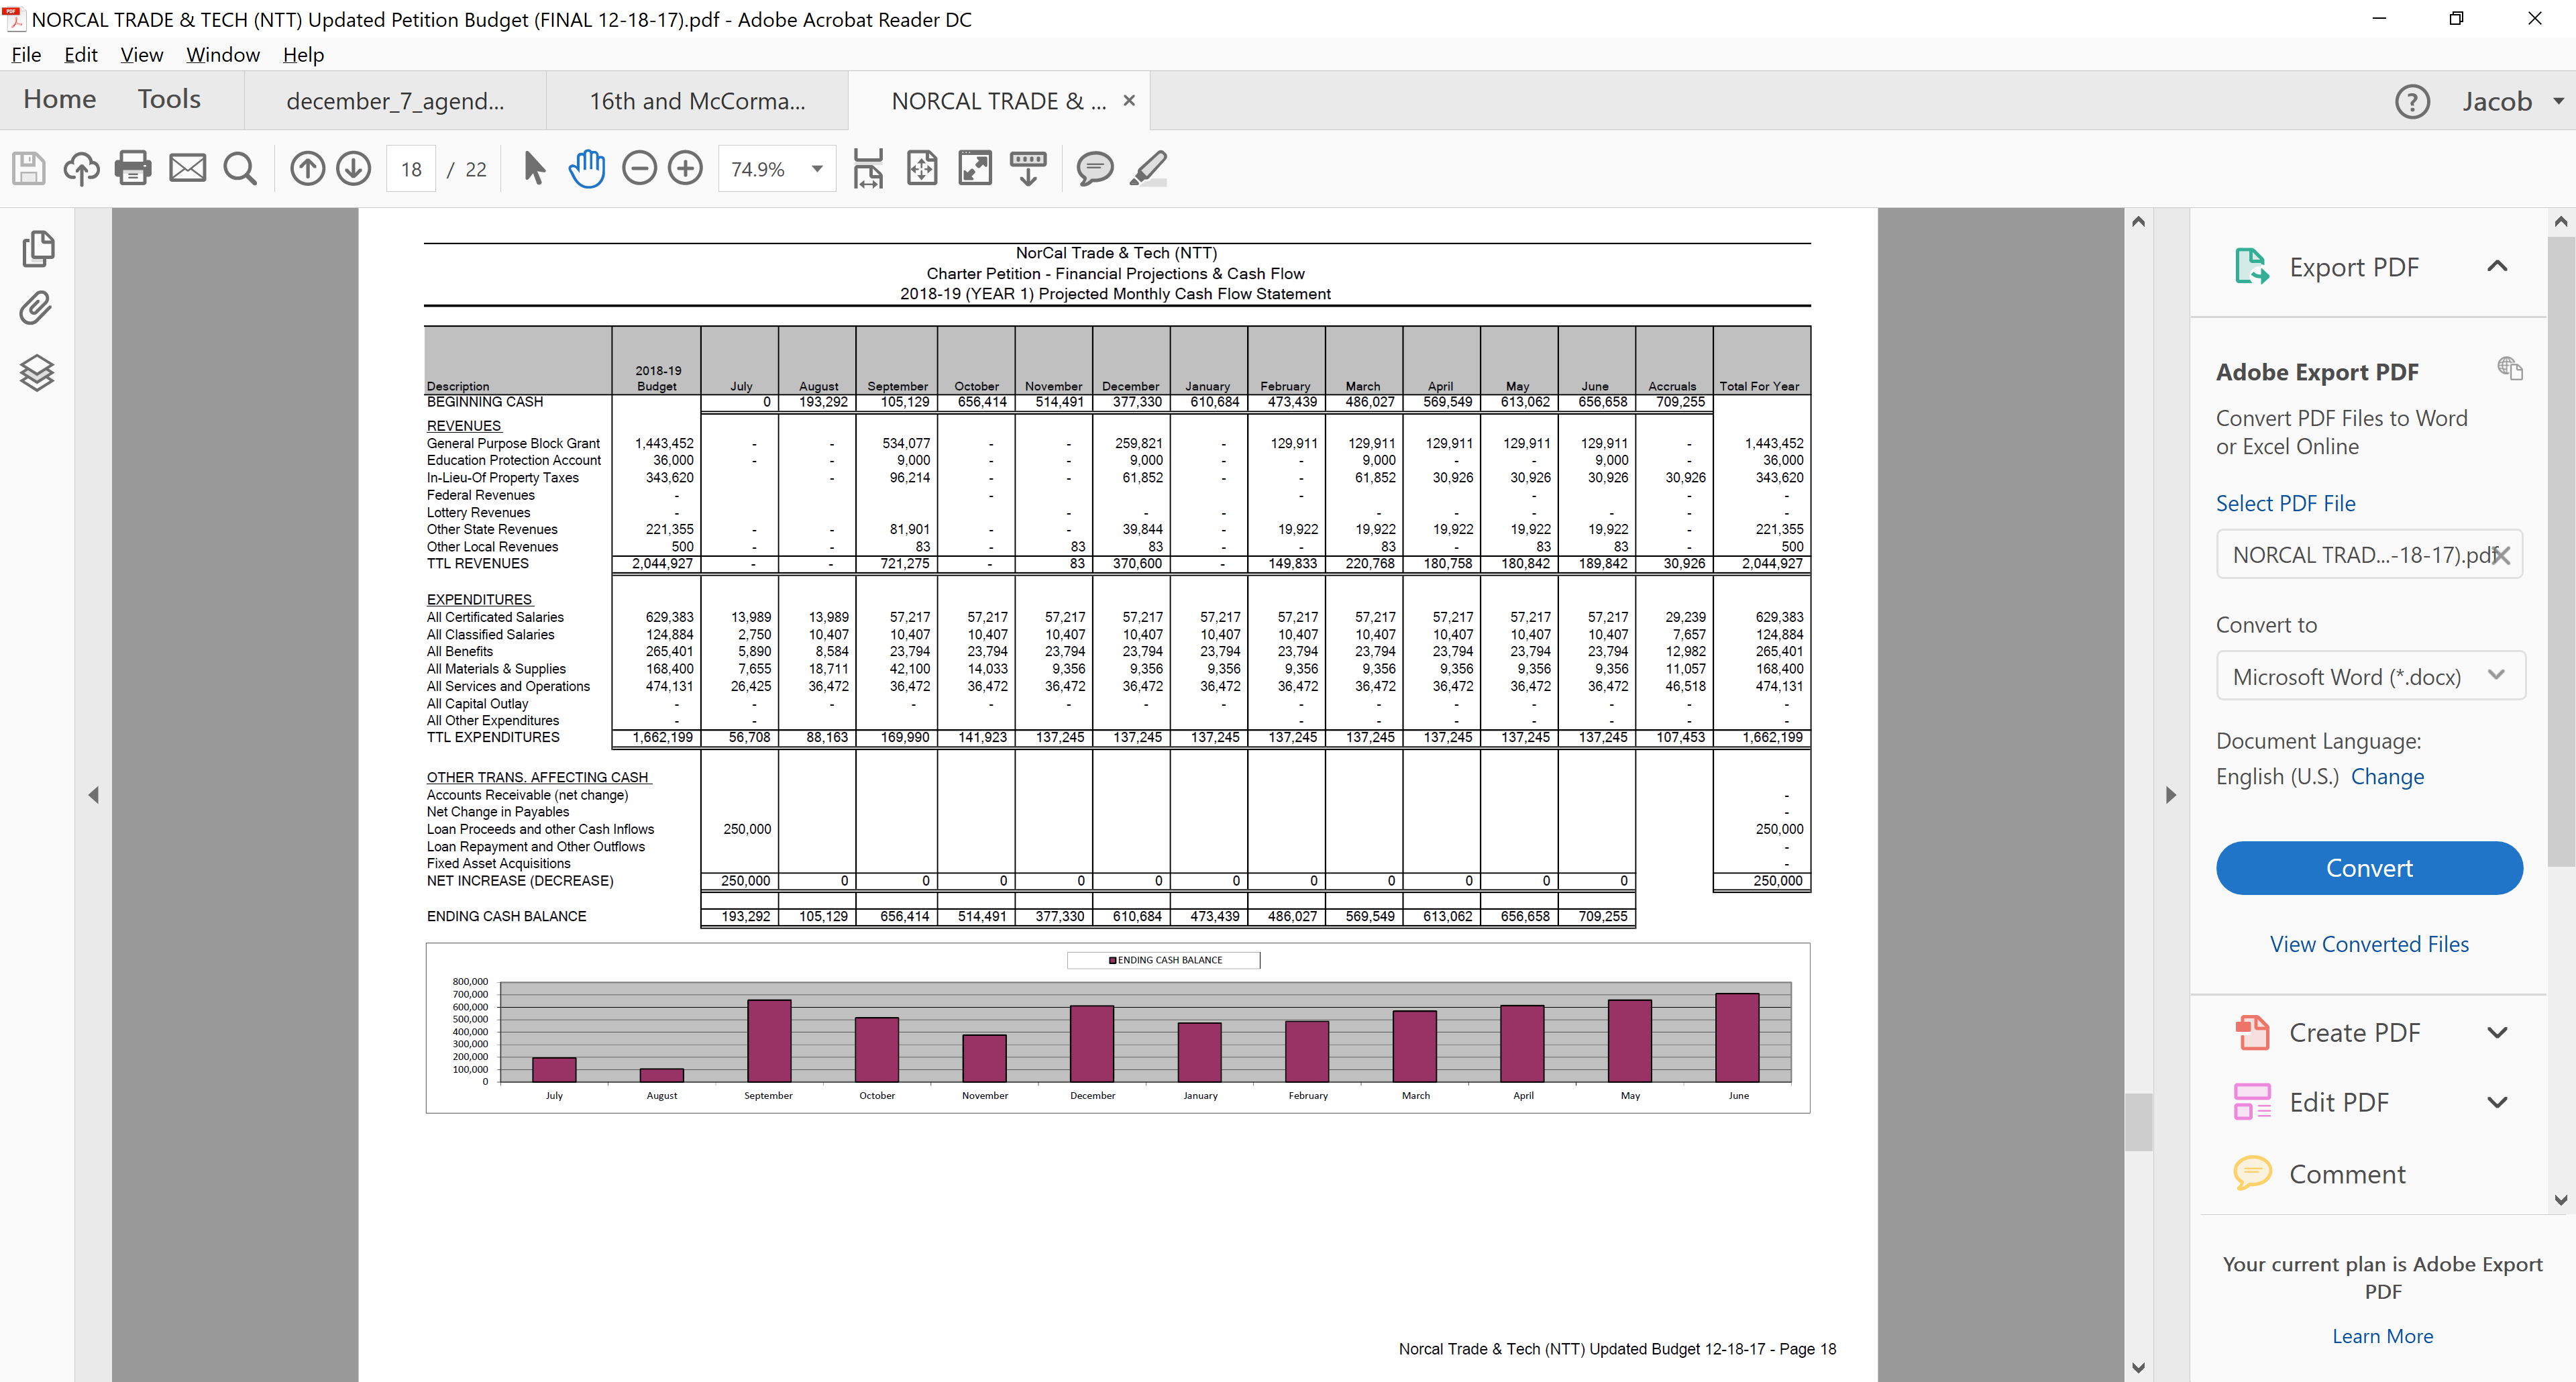 NORCAL TRADE & TECH (NTT) Updated Petition Budget (FINAL 12-18-17).pdf - Adobe Acrobat Reader DC
File Edit View Window Help
Home Tools december_7_agend... 16th and McCorma... NORCAL TRADE & ... Jacob
18 / 22 74.9%
NorCal Trade & Tech (NTT)
Charter Petition - Financial Projections & Cash Flow
2018-19 (YEAR 1) Projected Monthly Cash Flow Statement
Description 2018-19 Budget July August September October November December January February March April May June Accruals Total For Year
BEGINNING CASH 0 193,292 105,129 656,414 514,491 377,330 610,684 473,439 486,027 569,549 613,062 656,658 709,255
REVENUES
General Purpose Block Grant 1,443,452 - - 534,077 - - 259,821 - 129,911 129,911 129,911 129,911 129,911 - 1,443,452
Education Protection Account 36,000 - - 9,000 - - 9,000 - - 9,000 - - 9,000 - 36,000
In-Lieu-Of Property Taxes 343,620 - 96,214 - - 61,852 - - 61,852 30,926 30,926 30,926 30,926 343,620
Federal Revenues - - - - - -
Lottery Revenues - - - - - - - - - -
Other State Revenues 221,355 - - 81,901 - - 39,844 - 19,922 19,922 19,922 19,922 19,922 - 221,355
Other Local Revenues 500 - - 83 - 83 83 - - 83 - 83 83 - 500
TTL REVENUES 2,044,927 - - 721,275 - 83 370,600 - 149,833 220,768 180,758 180,842 189,842 30,926 2,044,927
EXPENDITURES
All Certificated Salaries 629,383 13,989 13,989 57,217 57,217 57,217 57,217 57,217 57,217 57,217 57,217 57,217 57,217 29,239 629,383
All Classified Salaries 124,884 2,750 10,407 10,407 10,407 10,407 10,407 10,407 10,407 10,407 10,407 10,407 10,407 7,657 124,884
All Benefits 265,401 5,890 8,584 23,794 23,794 23,794 23,794 23,794 23,794 23,794 23,794 23,794 23,794 12,982 265,401
All Materials & Supplies 168,400 7,655 18,711 42,100 14,033 9,356 9,356 9,356 9,356 9,356 9,356 9,356 9,356 11,057 168,400
All Services and Operations 474,131 26,425 36,472 36,472 36,472 36,472 36,472 36,472 36,472 36,472 36,472 36,472 36,472 46,518 474,131
All Capital Outlay - - - - - - - - - - - - - - -
All Other Expenditures - - - - - - - - -
TTL EXPENDITURES 1,662,199 56,708 88,163 169,990 141,923 137,245 137,245 137,245 137,245 137,245 137,245 137,245 137,245 107,453 1,662,199
OTHER TRANS. AFFECTING CASH
Accounts Receivable (net change) -
Net Change in Payables -
Loan Proceeds and other Cash Inflows 250,000 250,000
Loan Repayment and Other Outflows -
Fixed Asset Acquisitions -
NET INCREASE (DECREASE) 250,000 0 0 0 0 0 0 0 0 0 0 0 250,000
ENDING CASH BALANCE 193,292 105,129 656,414 514,491 377,330 610,684 473,439 486,027 569,549 613,062 656,658 709,255
ENDING CASH BALANCE
800,000
700,000
600,000
500,000
400,000
300,000
200,000
100,000
0
July August September October November December January February March April May June
Norcal Trade & Tech (NTT) Updated Budget 12-18-17 - Page 18
Export PDF
Adobe Export PDF
Convert PDF Files to Word
or Excel Online
Select PDF File
NORCAL TRAD...-18-17).pdf
Convert to
Microsoft Word (*.docx)
Document Language:
English (U.S.) Change
Convert
View Converted Files
Create PDF
Edit PDF
Comment
Your current plan is Adobe Export
PDF
Learn More